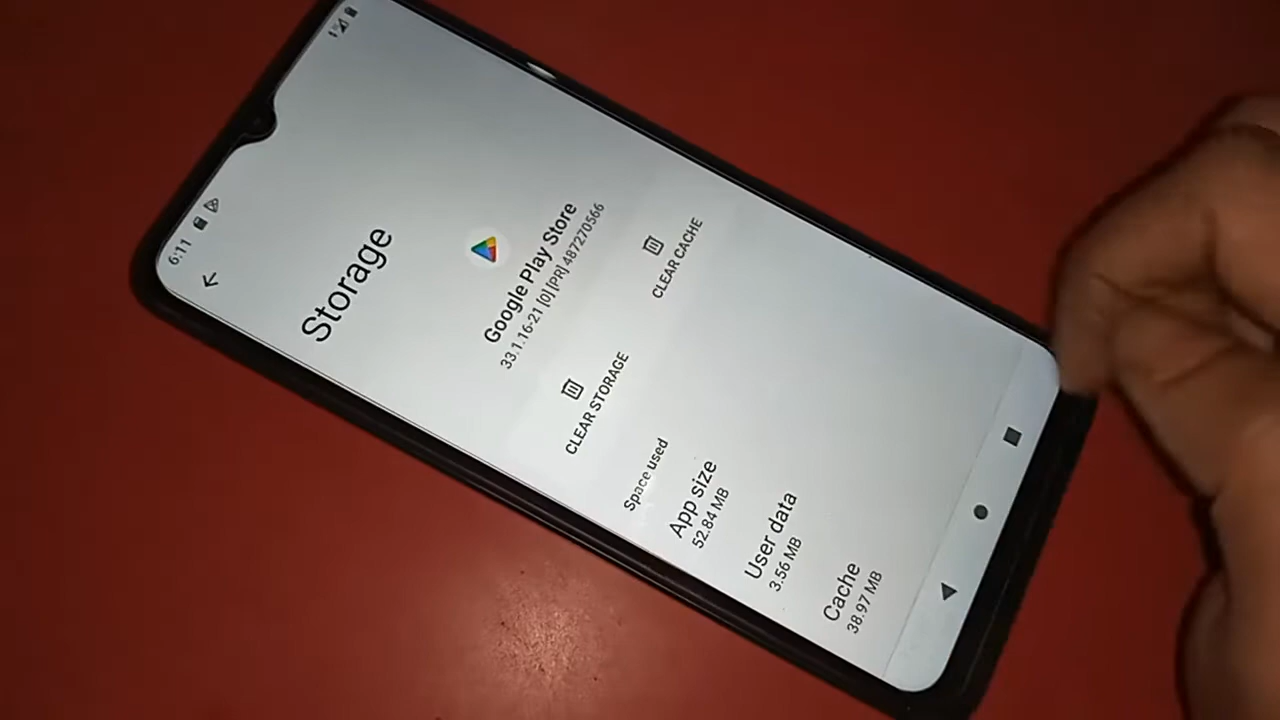 6:11
Storage
Google Play Store
33.1.16-21 [0] [PR] 487270566
CLEAR STORAGE
CLEAR CACHE
Space used
App size
52.84 MB
User data
3.56 MB
Cache
38.97 MB